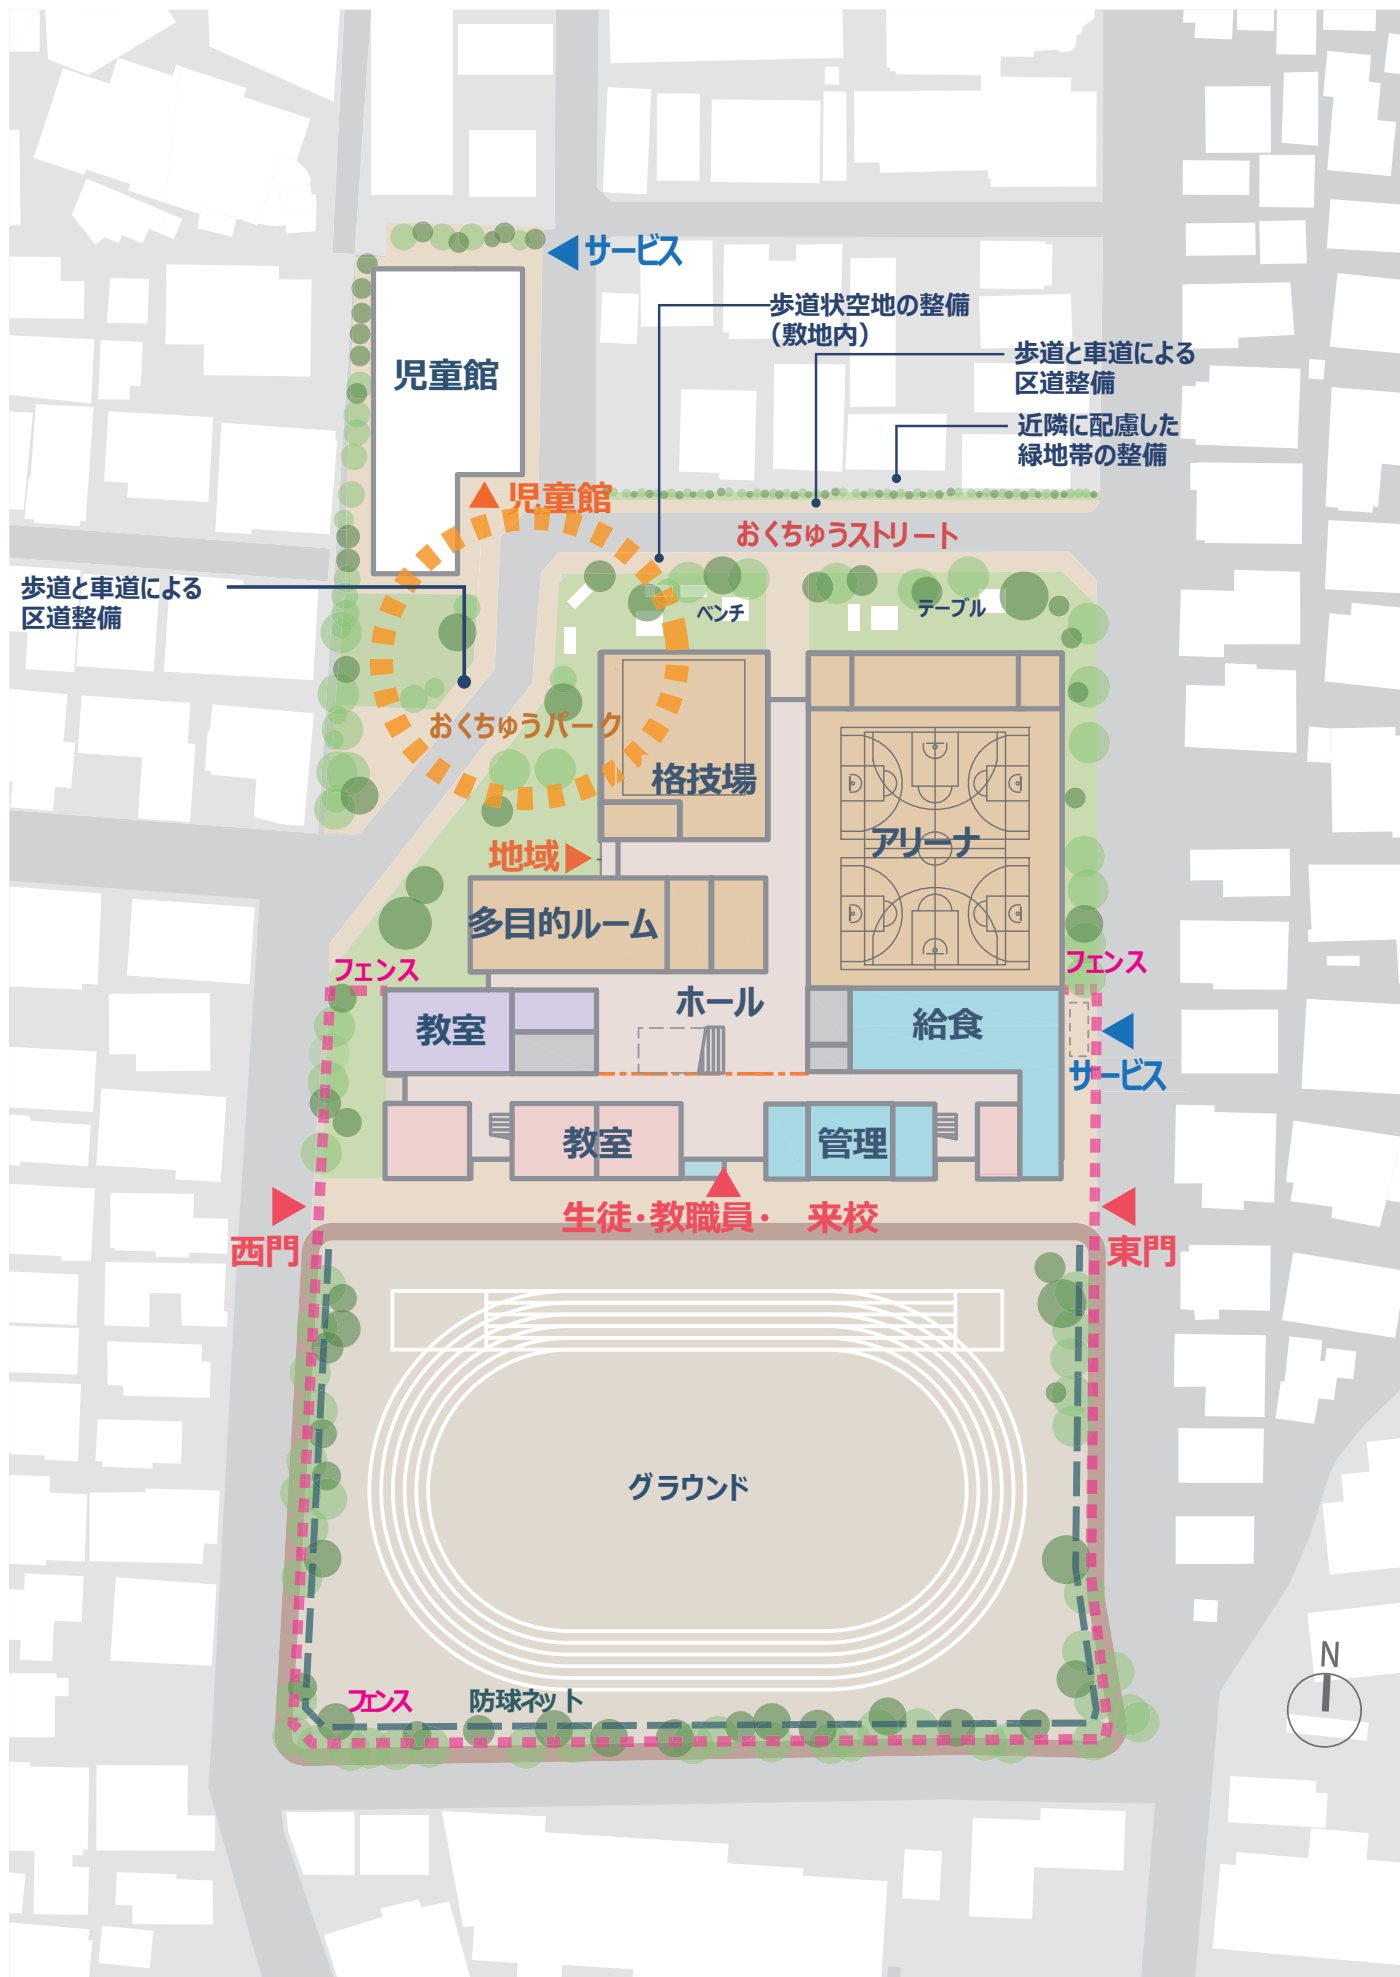 サービス
歩道状空地の整備
（敷地内）
歩道と車道による
区道整備
児童館
近隣に配慮した
緑地帯の整備
児童館
おくちゅうストリート
歩道と車道による
区道整備
ベンチ
テーブル
おくちゅうパーク
格技場
アリーナ
地域
多目的ルーム
フェンス
フェンス
ホール
教室
給食
サービス
教室
管理
生徒・教職員・　来校
西門
東門
グラウンド
フェンス
防球ネット
N